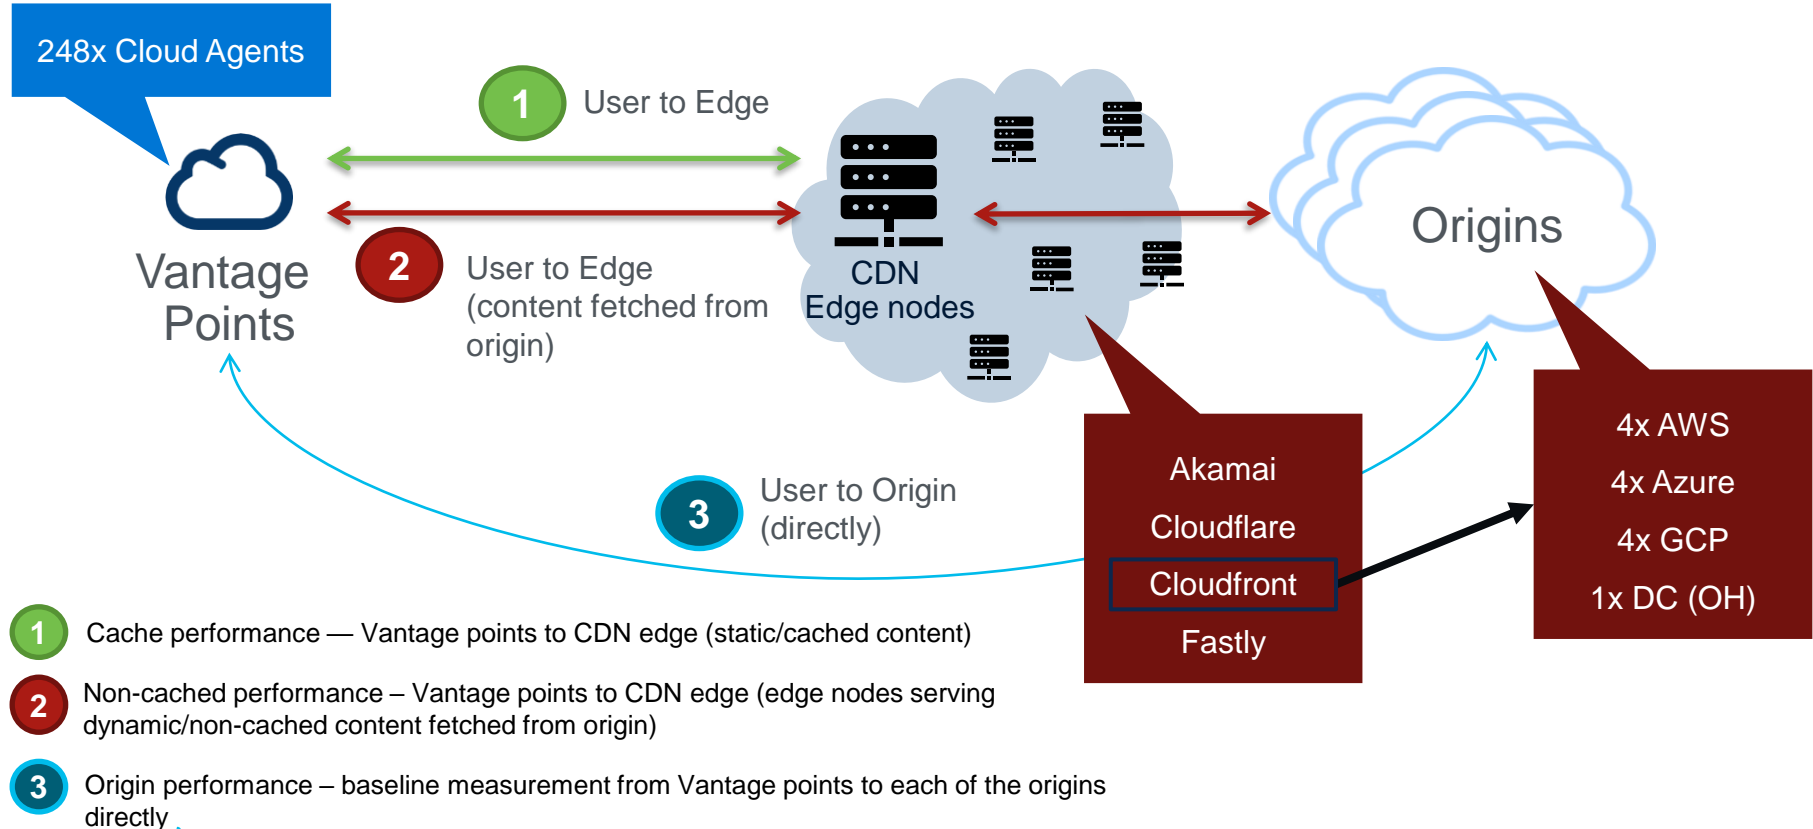 248x Cloud Agents
1
User to Edge
Vantage
Points
2
User to Edge
(content fetched from
origin)
CDN
Edge nodes
Origins
3
User to Origin
(directly)
Akamai
Cloudflare
Cloudfront
Fastly
4x AWS
4x Azure
4x GCP
1x DC (OH)
1
Cache performance — Vantage points to CDN edge (static/cached content)
2
Non-cached performance – Vantage points to CDN edge (edge nodes serving
dynamic/non-cached content fetched from origin)
3
Origin performance – baseline measurement from Vantage points to each of the origins
directly